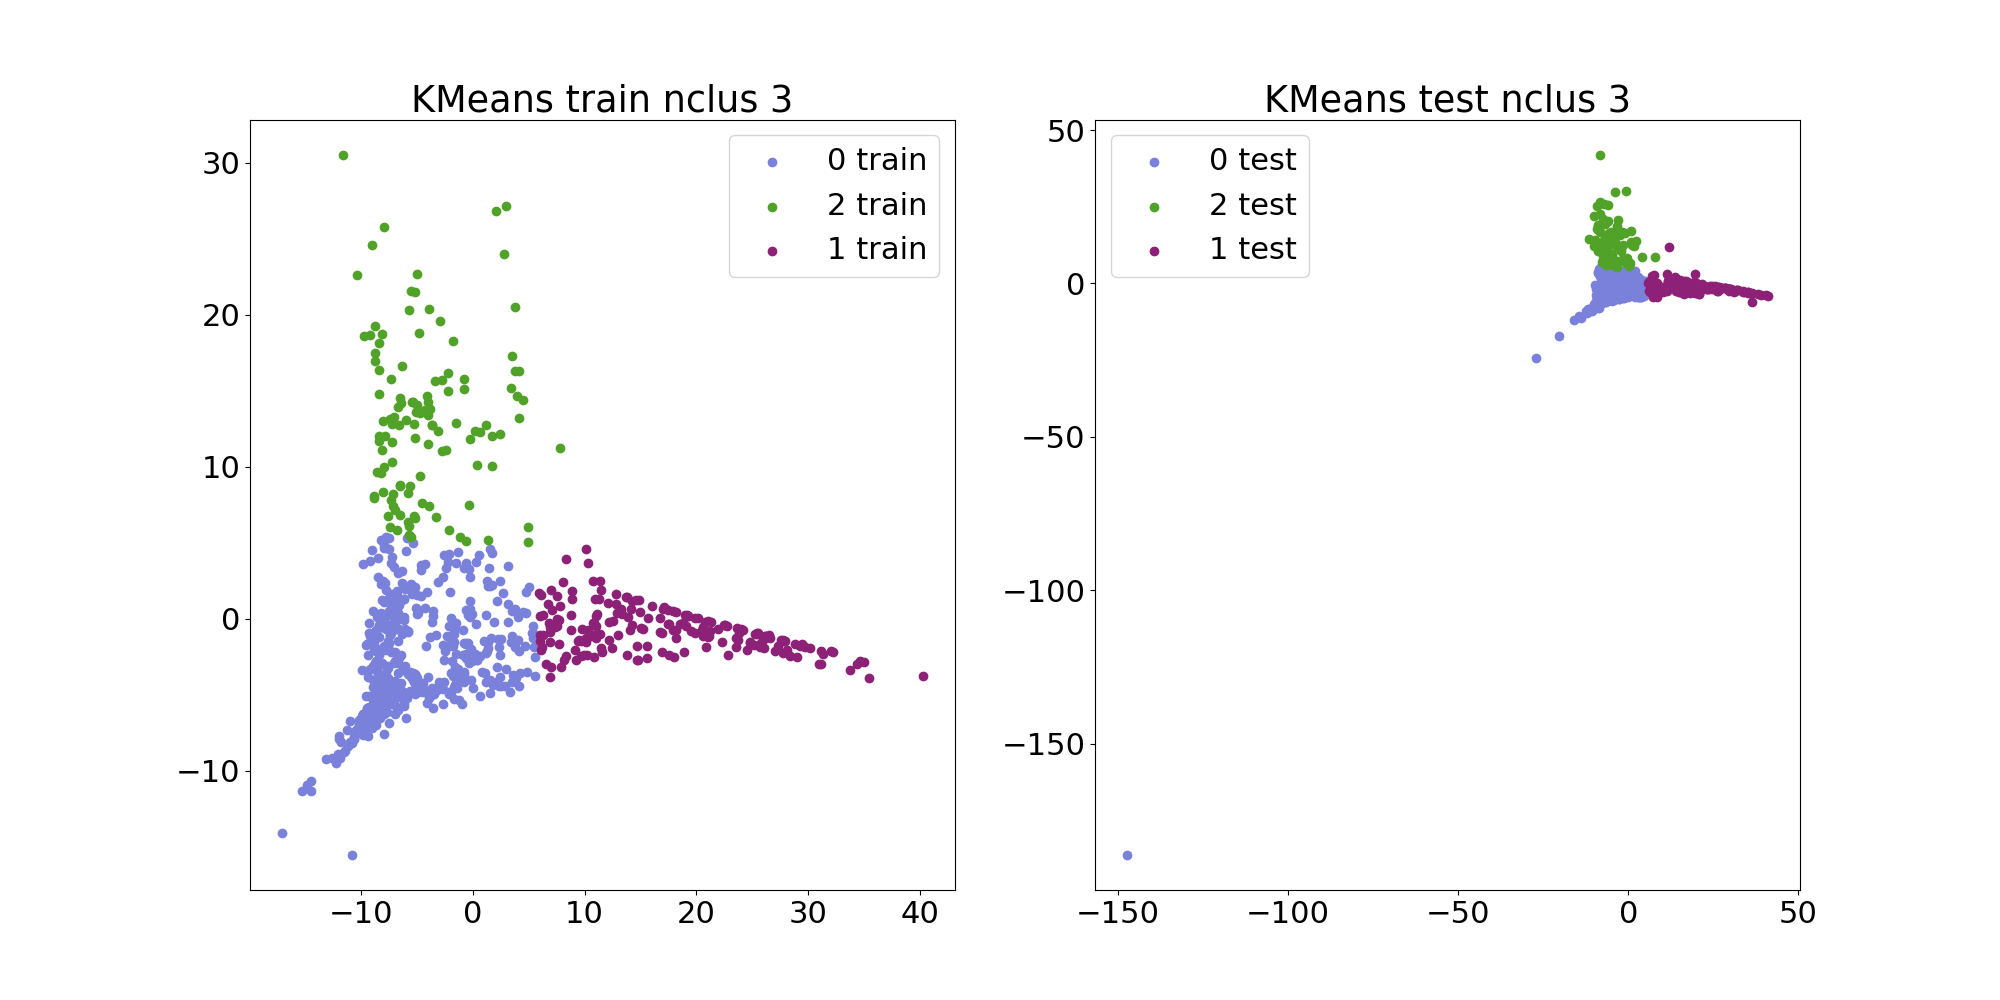 KMeans train nclus 3
30
20
10
0
−10
−10 0 10 20 30 40
0 train
2 train
1 train
KMeans test nclus 3
50
0
−50
−100
−150
−150 −100 −50 0 50
0 test
2 test
1 test